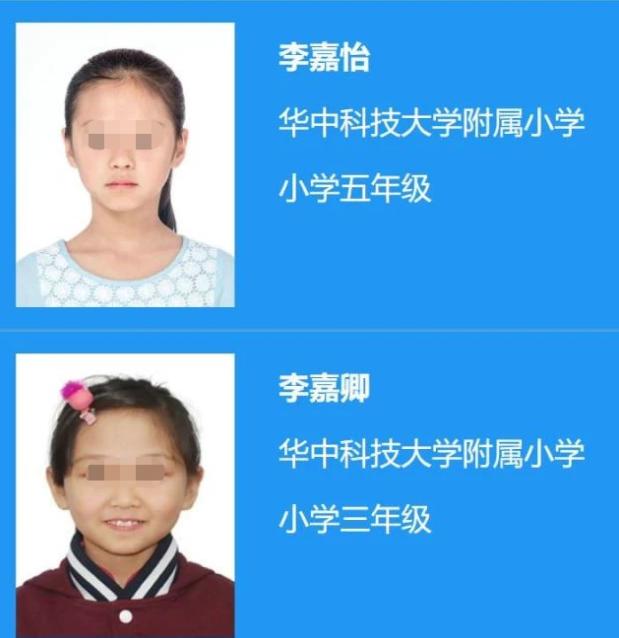 李嘉怡
华中科技大学附属小学
小学五年级
李嘉卿
华中科技大学附属小学
小学三年级